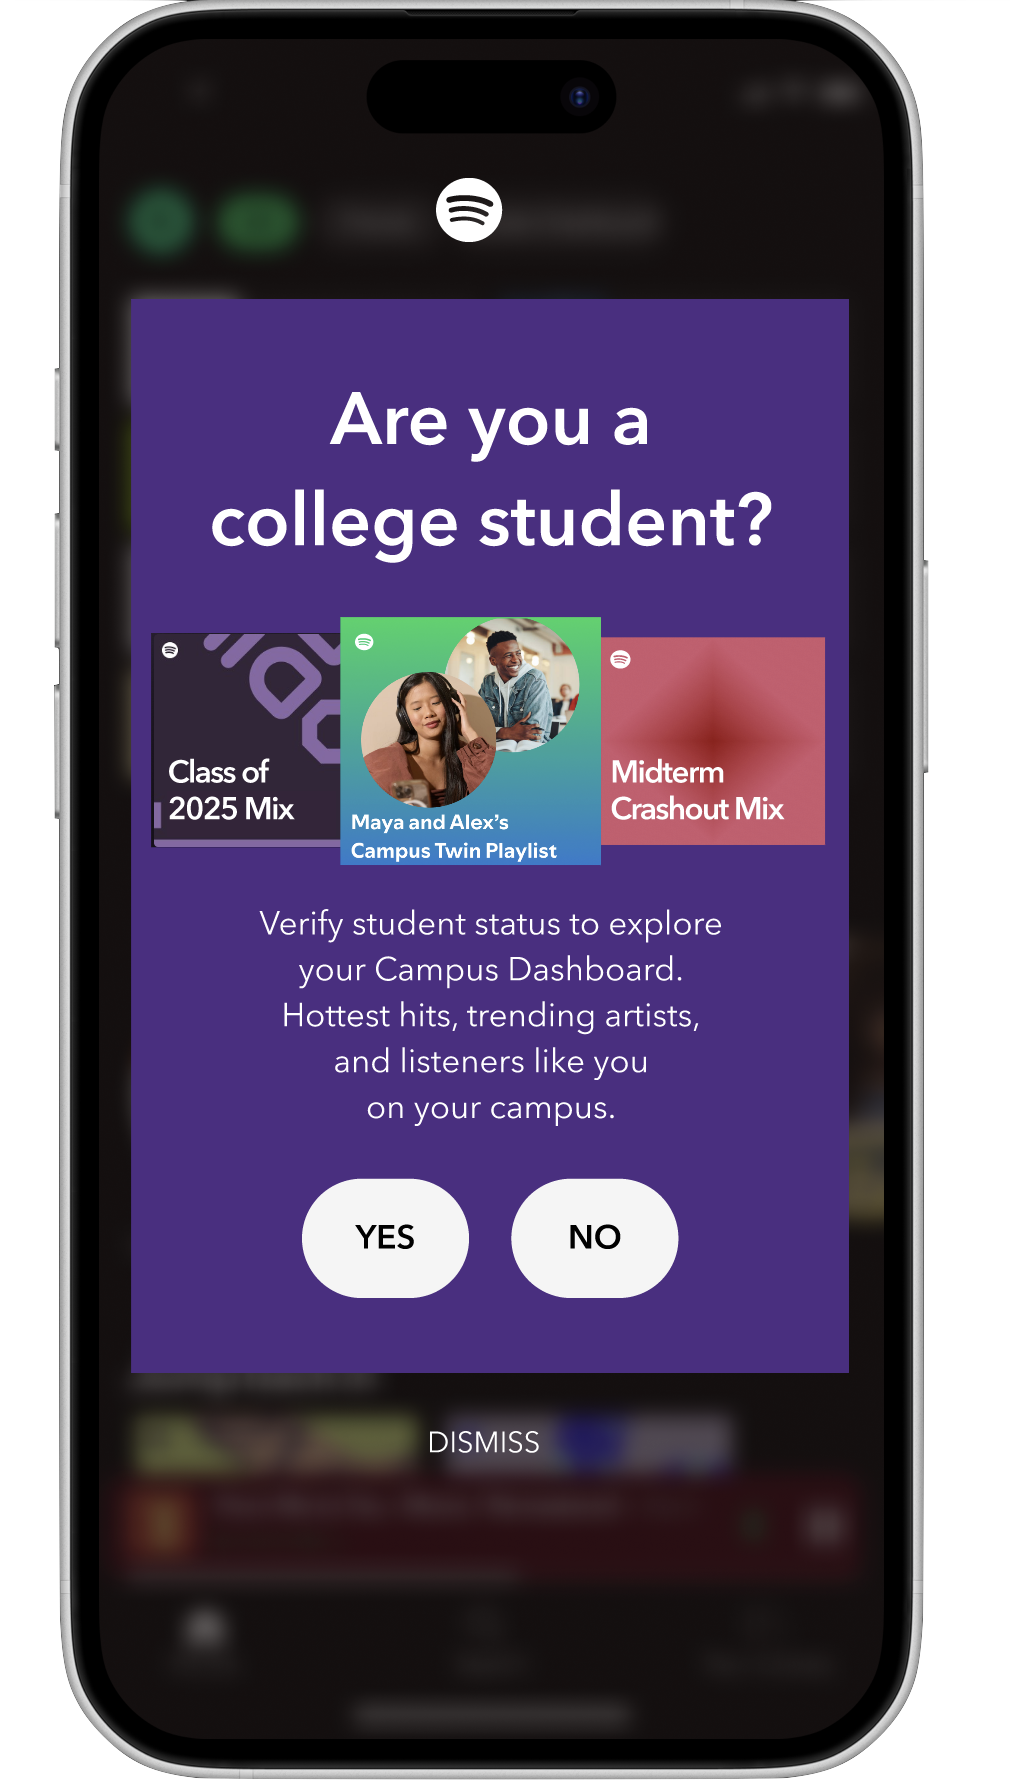 Are you a
college student?
Class of
2025 Mix
Maya and Alex's
Campus Twin Playlist
Midterm
Crashout Mix
Verify student status to explore
your Campus Dashboard.
Hottest hits, trending artists,
and listeners like you
on your campus.
YES
NO
DISMISS